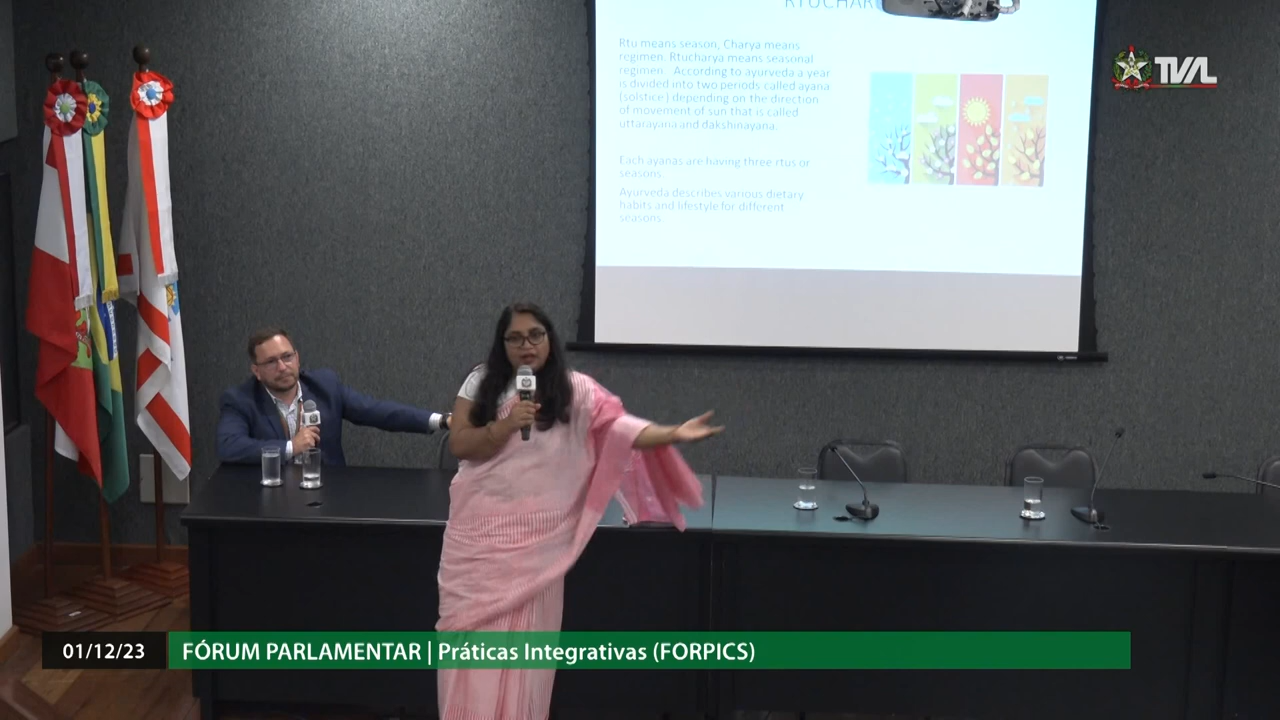 RTUCHAR
Rtu means season, Charya means
regimen. Rtucharya means seasonal
regimen. According to ayurveda a year
is divided into two periods called ayana
(solstice) depending on the direction
of movement of sun that is called
uttarayana and dakshinayana.
Each ayanas are having three rtus or
seasons.
Ayurveda describes various dietary
habits and lifestyle for different
seasons.
TVAL
01/12/23 FÓRUM PARLAMENTAR | Práticas Integrativas (FORPICS)